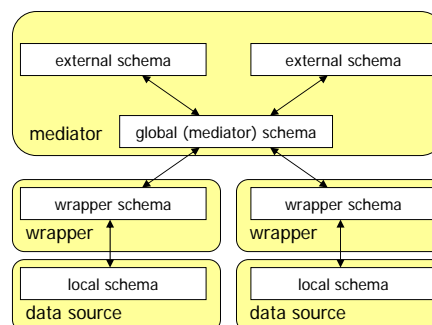 external schema external schema
mediator global (mediator) schema
wrapper schema wrapper schema
wrapper wrapper
local schema local schema
data source data source